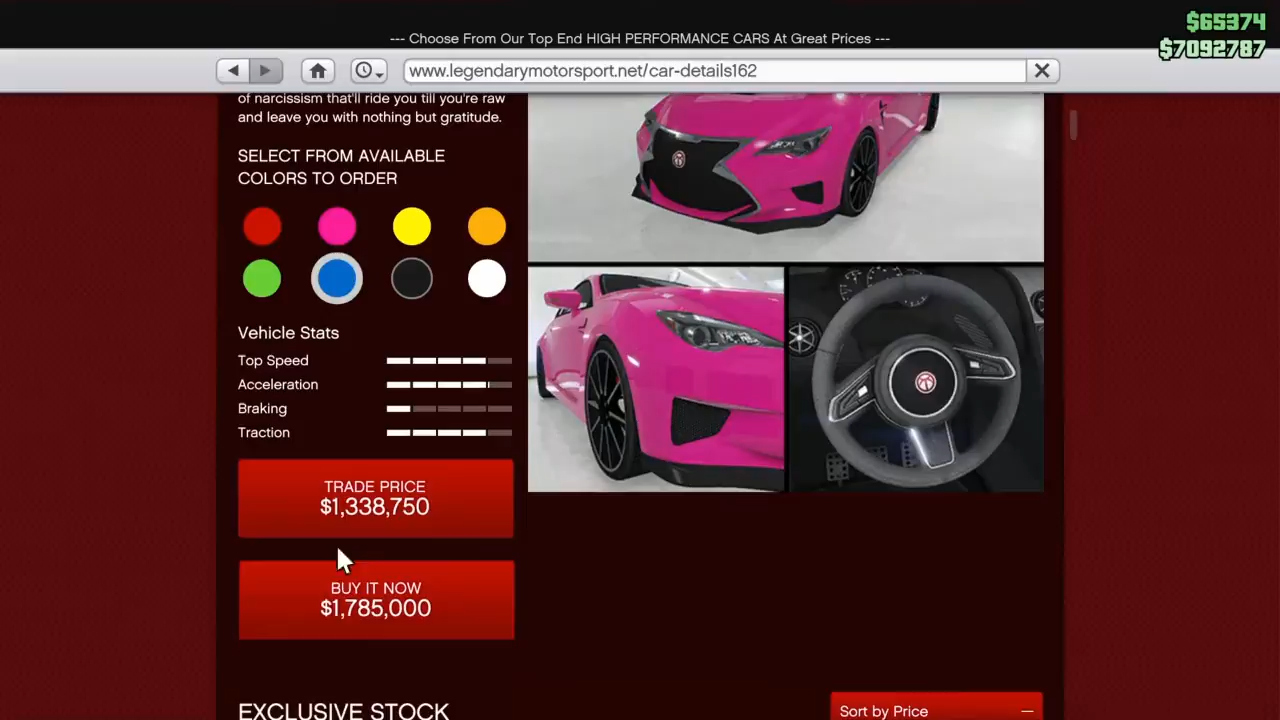 $65374
--- Choose From Our Top End HIGH PERFORMANCE CARS At Great Prices ---
$7092787
www.legendarymotorsport.net/car-details162
of narcissism that'll ride you till you're raw
and leave you with nothing but gratitude.
SELECT FROM AVAILABLE
COLORS TO ORDER
Vehicle Stats
Top Speed
Acceleration
Braking
Traction
TRADE PRICE
$1,338,750
BUY IT NOW
$1,785,000
EXCLUSIVE STOCK
Sort by Price